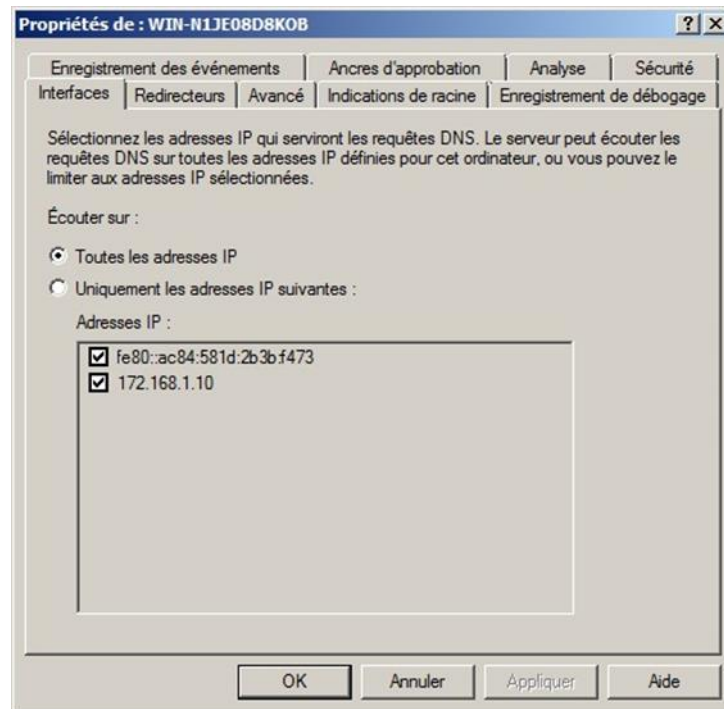 Propriétés de : WIN-N1JE08D8KOB
Enregistrement des événements
Ancres d'approbation
Analyse
Sécurité
Interfaces
Redirecteurs
Avancé
Indications de racine
Enregistrement de débogage
Sélectionnez les adresses IP qui serviront les requêtes DNS. Le serveur peut écouter les
requêtes DNS sur toutes les adresses IP définies pour cet ordinateur, ou vous pouvez le
limiter aux adresses IP sélectionnées.
Écouter sur :
Toutes les adresses IP
Uniquement les adresses IP suivantes :
Adresses IP :
fe80::ac84:581d:2b3b:f473
172.168.1.10
OK
Annuler
Appliquer
Aide